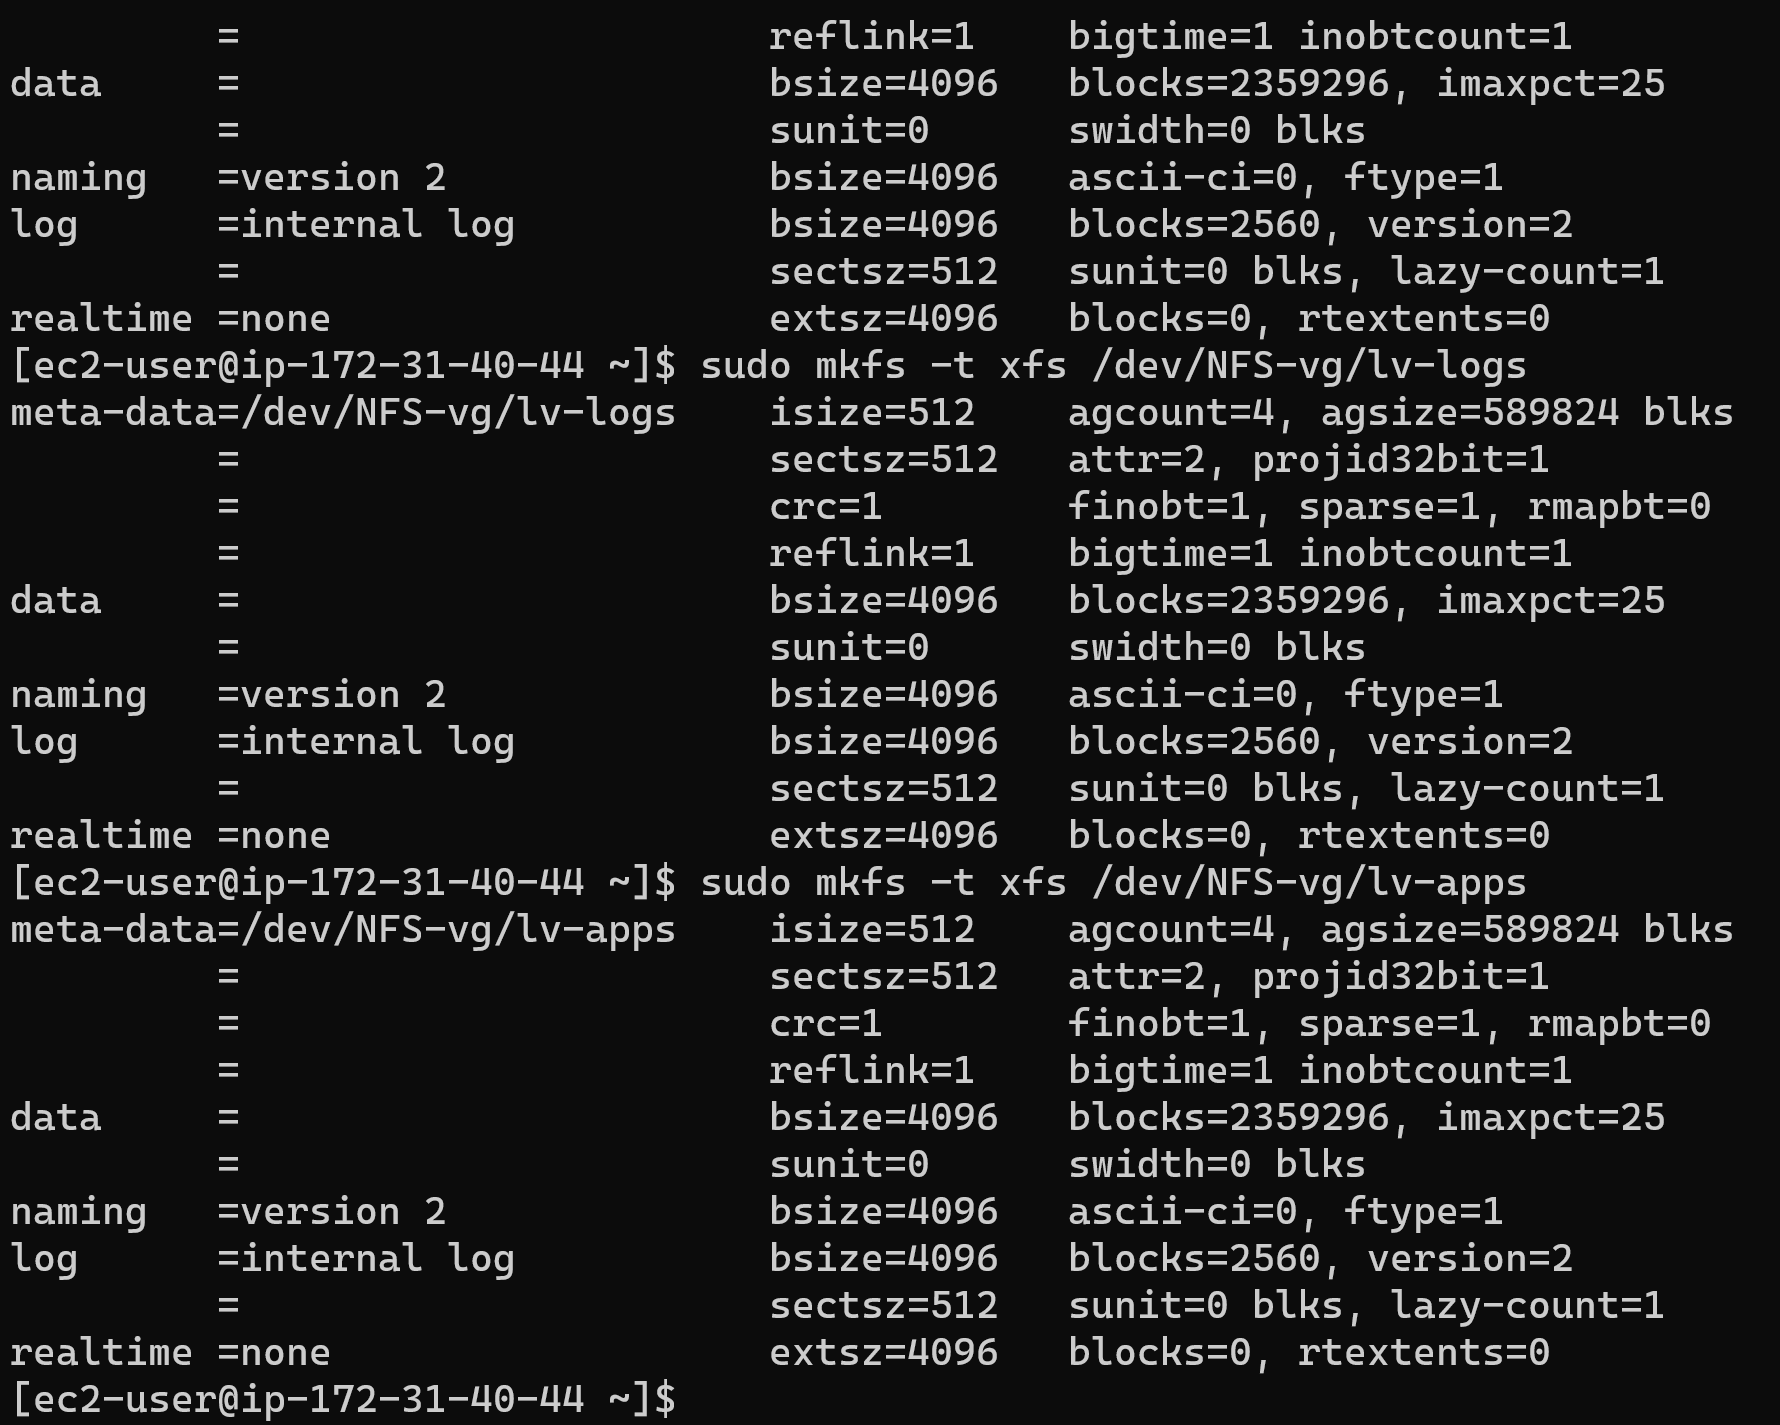 =                       reflink=1    bigtime=1 inobtcount=1
data     =                       bsize=4096   blocks=2359296, imaxpct=25
         =                       sunit=0      swidth=0 blks
naming   =version 2              bsize=4096   ascii-ci=0, ftype=1
log      =internal log           bsize=4096   blocks=2560, version=2
         =                       sectsz=512   sunit=0 blks, lazy-count=1
realtime =none                   extsz=4096   blocks=0, rtextents=0
[ec2-user@ip-172-31-40-44 ~]$ sudo mkfs -t xfs /dev/NFS-vg/lv-logs
meta-data=/dev/NFS-vg/lv-logs    isize=512    agcount=4, agsize=589824 blks
         =                       sectsz=512   attr=2, projid32bit=1
         =                       crc=1        finobt=1, sparse=1, rmapbt=0
         =                       reflink=1    bigtime=1 inobtcount=1
data     =                       bsize=4096   blocks=2359296, imaxpct=25
         =                       sunit=0      swidth=0 blks
naming   =version 2              bsize=4096   ascii-ci=0, ftype=1
log      =internal log           bsize=4096   blocks=2560, version=2
         =                       sectsz=512   sunit=0 blks, lazy-count=1
realtime =none                   extsz=4096   blocks=0, rtextents=0
[ec2-user@ip-172-31-40-44 ~]$ sudo mkfs -t xfs /dev/NFS-vg/lv-apps
meta-data=/dev/NFS-vg/lv-apps    isize=512    agcount=4, agsize=589824 blks
         =                       sectsz=512   attr=2, projid32bit=1
         =                       crc=1        finobt=1, sparse=1, rmapbt=0
         =                       reflink=1    bigtime=1 inobtcount=1
data     =                       bsize=4096   blocks=2359296, imaxpct=25
         =                       sunit=0      swidth=0 blks
naming   =version 2              bsize=4096   ascii-ci=0, ftype=1
log      =internal log           bsize=4096   blocks=2560, version=2
         =                       sectsz=512   sunit=0 blks, lazy-count=1
realtime =none                   extsz=4096   blocks=0, rtextents=0
[ec2-user@ip-172-31-40-44 ~]$